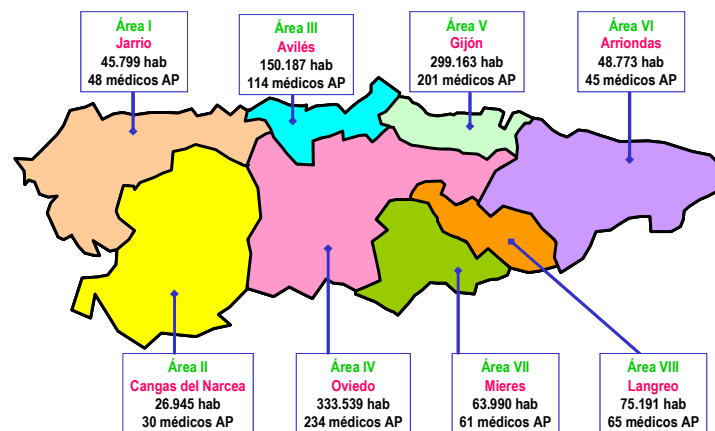 Área I
Jarrio
45.799 hab
48 médicos AP
Área III
Avilés
150.187 hab
114 médicos AP
Área V
Gijón
299.163 hab
201 médicos AP
Área VI
Arriondas
48.773 hab
45 médicos AP
Área II
Cangas del Narcea
26.945 hab
30 médicos AP
Área IV
Oviedo
333.539 hab
234 médicos AP
Área VII
Mieres
63.990 hab
61 médicos AP
Área VIII
Langreo
75.191 hab
65 médicos AP